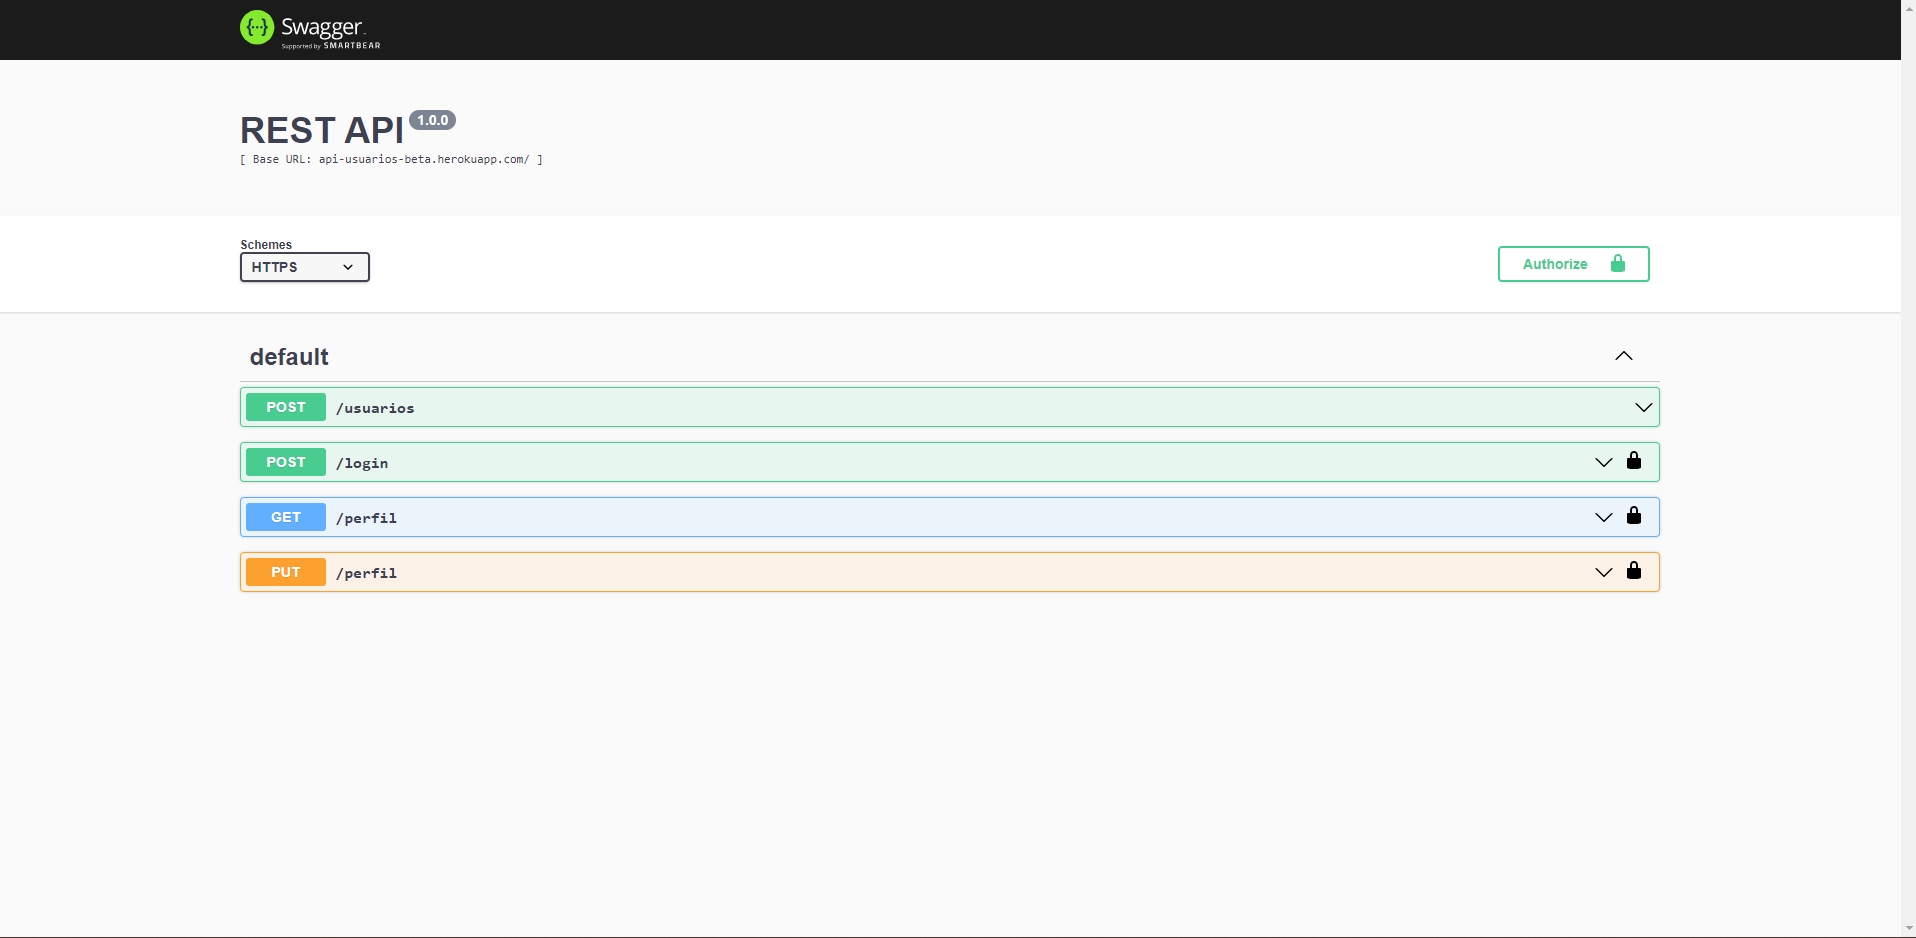 Swagger
Supported by SMARTBEAR
REST API 1.0.0
[ Base URL: api-usuarios-beta.herokuapp.com/ ]
Schemes
HTTPS
Authorize
default
POST /usuarios
POST /login
GET /perfil
PUT /perfil